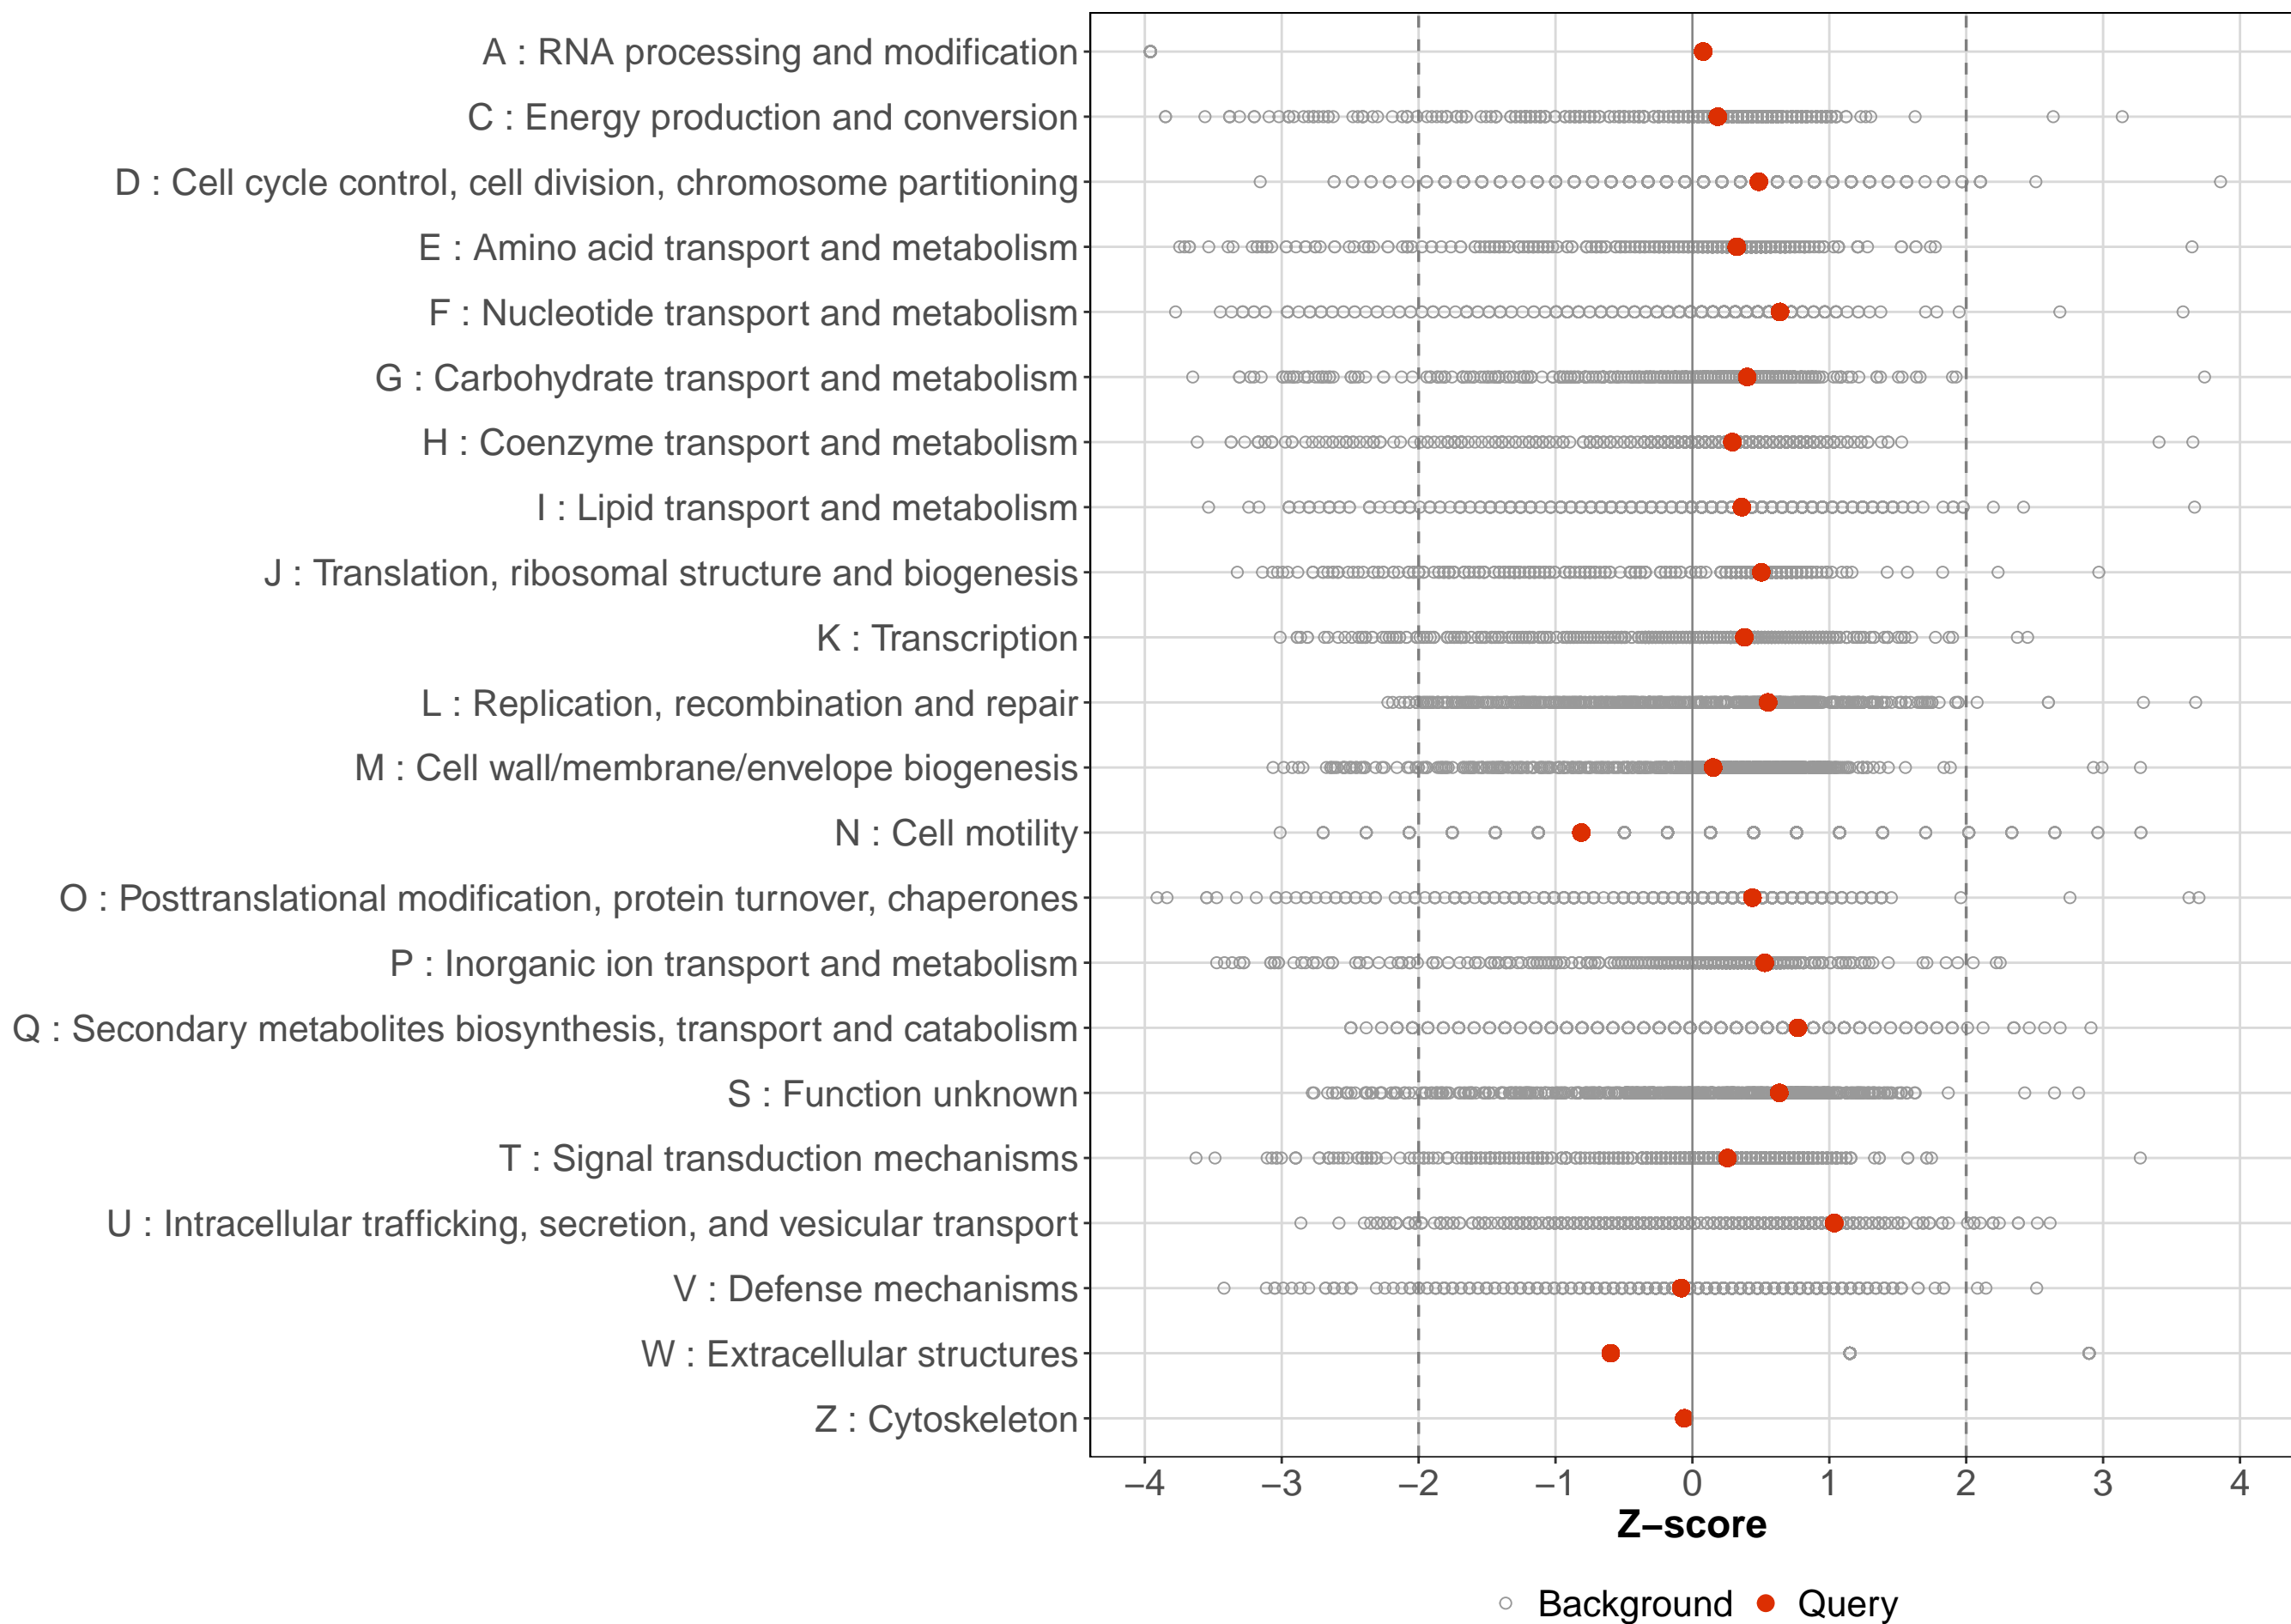 A : RNA processing and modification
C : Energy production and conversion
D : Cell cycle control, cell division, chromosome partitioning
E : Amino acid transport and metabolism
F : Nucleotide transport and metabolism
G : Carbohydrate transport and metabolism
H : Coenzyme transport and metabolism
I : Lipid transport and metabolism
J : Translation, ribosomal structure and biogenesis
K : Transcription
L : Replication, recombination and repair
M : Cell wall/membrane/envelope biogenesis
N : Cell motility
O : Posttranslational modification, protein turnover, chaperones
P : Inorganic ion transport and metabolism
Q : Secondary metabolites biosynthesis, transport and catabolism
S : Function unknown
T : Signal transduction mechanisms
U : Intracellular trafficking, secretion, and vesicular transport
V : Defense mechanisms
W : Extracellular structures
Z : Cytoskeleton
−4 −3 −2 −1 0 1 2 3 4
Z−score
Background Query